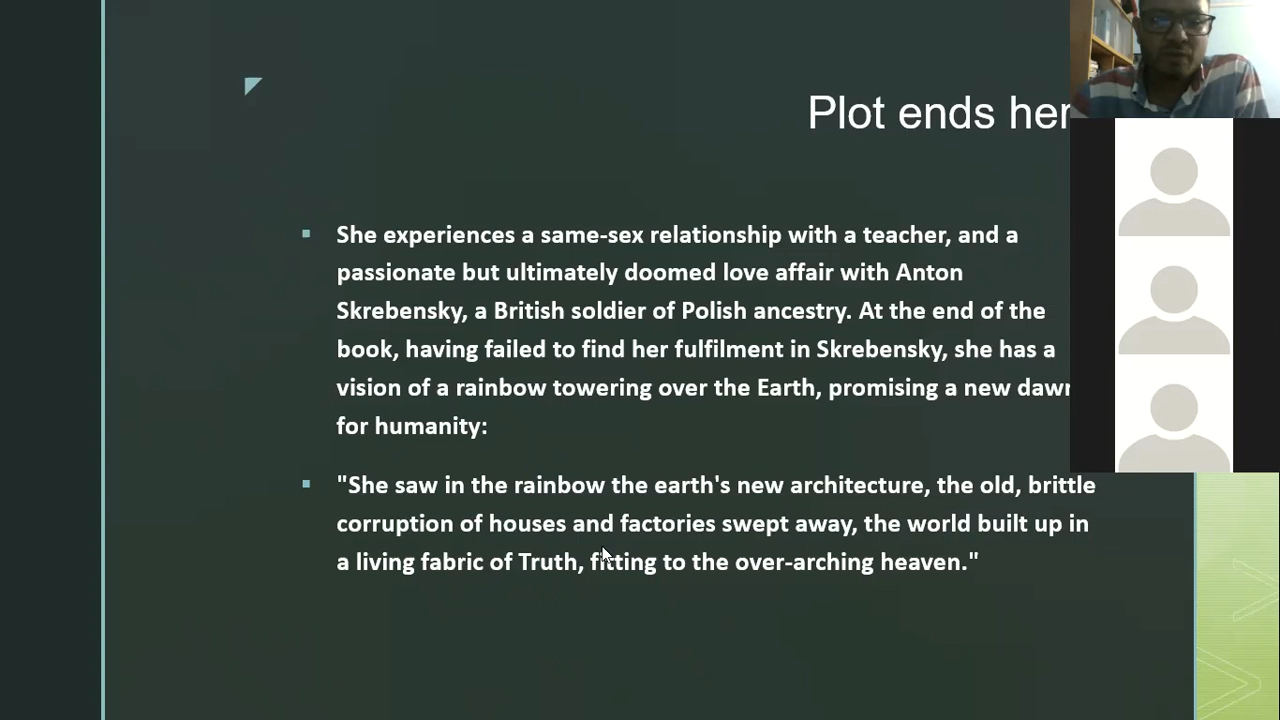 Plot ends her
She experiences a same-sex relationship with a teacher, and a
passionate but ultimately doomed love affair with Anton
Skrebensky, a British soldier of Polish ancestry. At the end of the
book, having failed to find her fulfilment in Skrebensky, she has a
vision of a rainbow towering over the Earth, promising a new dawn
for humanity:
"She saw in the rainbow the earth's new architecture, the old, brittle
corruption of houses and factories swept away, the world built up in
a living fabric of Truth, fitting to the over-arching heaven."